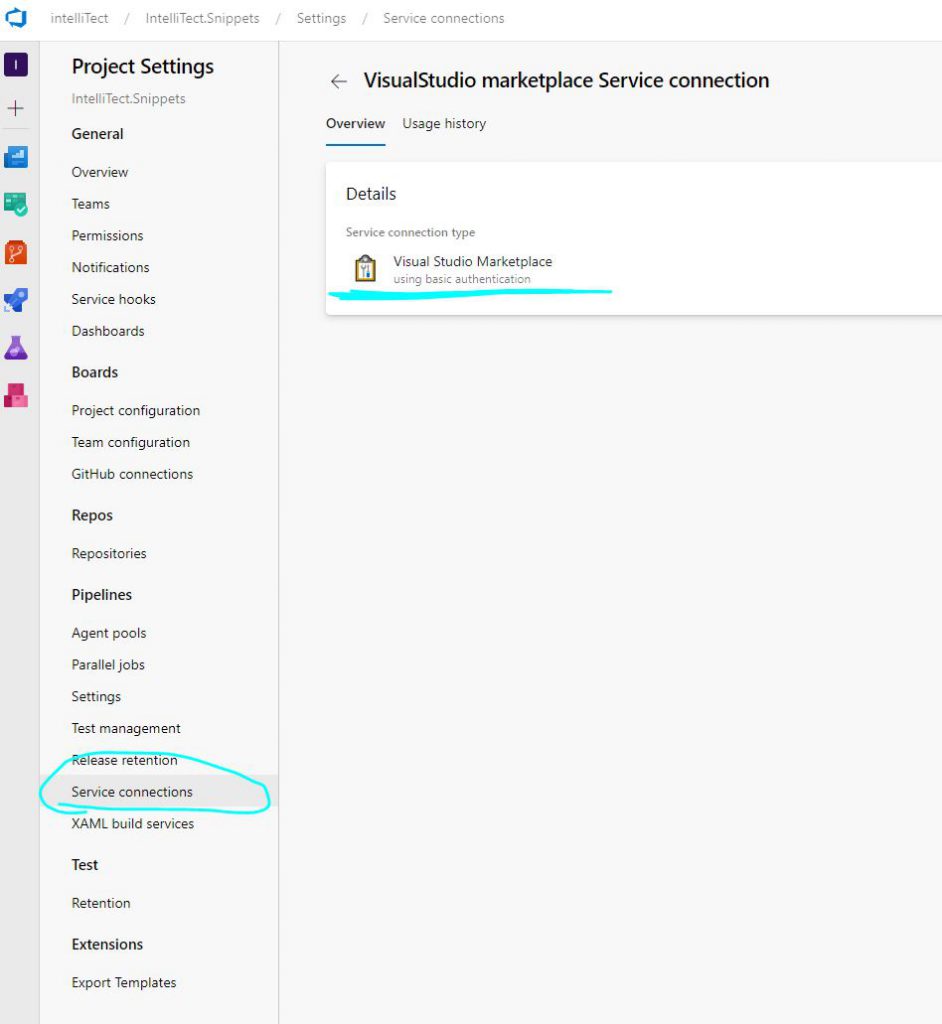 intelliTect / IntelliTect.Snippets / Settings / Service connections
I
Project Settings
IntelliTect.Snippets
General
Overview
Teams
Permissions
Notifications
Service hooks
Dashboards
Boards
Project configuration
Team configuration
GitHub connections
Repos
Repositories
Pipelines
Agent pools
Parallel jobs
Settings
Test management
Release retention
Service connections
XAML build services
Test
Retention
Extensions
Export Templates
VisualStudio marketplace Service connection
Overview Usage history
Details
Service connection type
Visual Studio Marketplace
using basic authentication